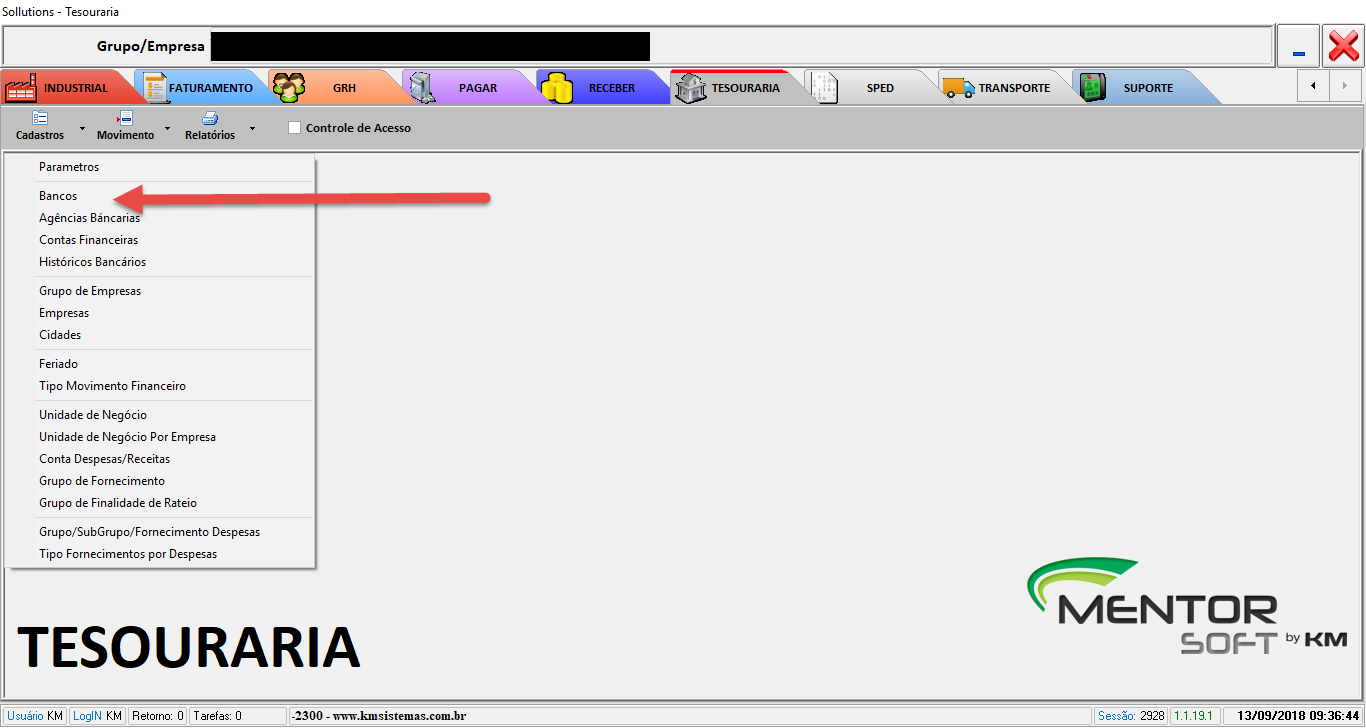 Sollutions - Tesouraria
Grupo/Empresa
INDUSTRIAL FATURAMENTO GRH PAGAR RECEBER TESOURARIA SPED TRANSPORTE SUPORTE
Cadastros Movimento Relatórios Controle de Acesso
Parametros
Bancos
Agências Báncarias
Contas Financeiras
Históricos Bancários
Grupo de Empresas
Empresas
Cidades
Feriado
Tipo Movimento Financeiro
Unidade de Negócio
Unidade de Negócio Por Empresa
Conta Despesas/Receitas
Grupo de Fornecimento
Grupo de Finalidade de Rateio
Grupo/SubGrupo/Fornecimento Despesas
Tipo Fornecimentos por Despesas
MENTOR
SOFT by KM
TESOURARIA
Usuário KM LogIN KM Retorno: 0 Tarefas: 0 -2300 - www.kmsistemas.com.br Sessão: 2928 1.1.19.1 13/09/2018 09:36:44